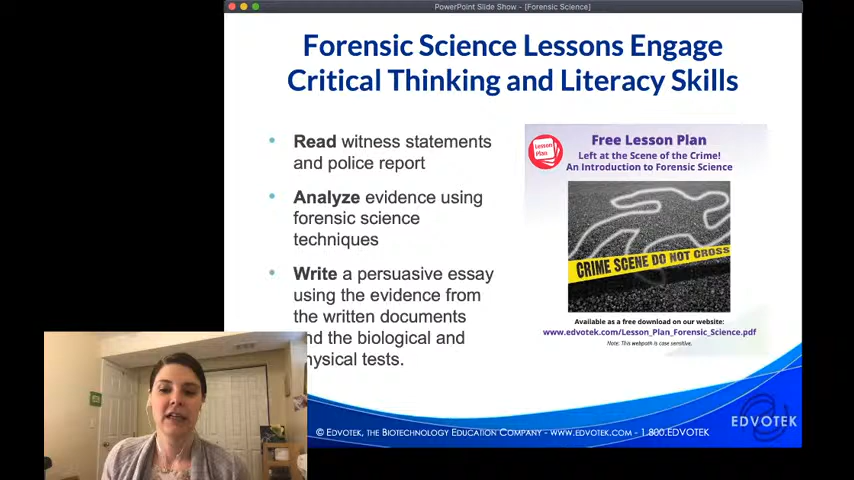 PowerPoint Slide Show - [Forensic Science]
Forensic Science Lessons Engage
Critical Thinking and Literacy Skills
• Read witness statements
and police report
• Analyze evidence using
forensic science
techniques
• Write a persuasive essay
using the evidence from
the written documents
nd the biological and
hysical tests.
Lesson
Plan
Free Lesson Plan
Left at the Scene of the Crime!
An Introduction to Forensic Science
CRIME SCENE DO NOT CROSS
Available as a free download on our website:
www.edvotek.com/Lesson_Plan_Forensic_Science.pdf
Note: This webpath is case sensitive.
© Edvotek, The Biotechnology Education Company - www.edvotek.com - 1.800.EDVOTEK
EDVOTEK